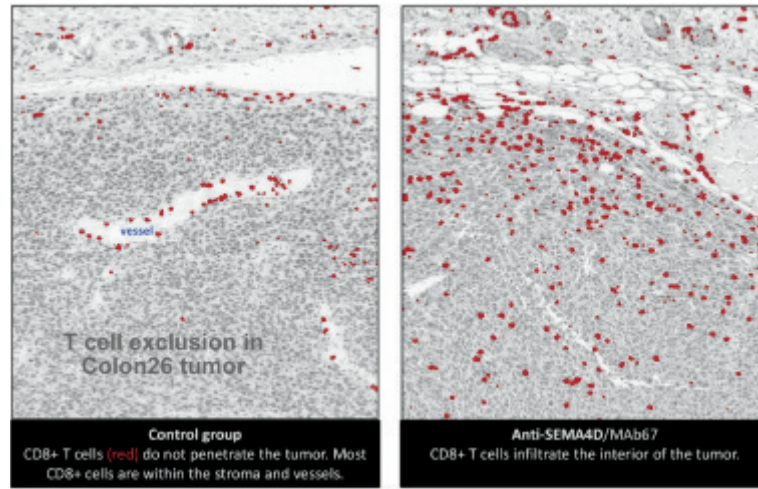 vessel
T cell exclusion in
Colon26 tumor
Control group
CD8+ T cells (red) do not penetrate the tumor. Most
CD8+ cells are within the stroma and vessels.
Anti-SEMA4D/MAb67
CD8+ T cells infiltrate the interior of the tumor.